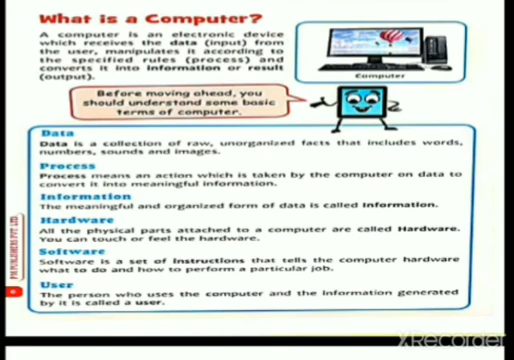 What is a Computer?
A computer is an electronic device
which receives the data (input) from
the user, manipulates it according to
the specified rules (process) and
converts it into information or result
(output).
Computer
Before moving ahead, you
should understand some basic
terms of computer.
Data
Data is a collection of raw, unorganized facts that includes words,
numbers, sounds and images.
Process
Process means an action which is taken by the computer on data to
convert it into meaningful information.
Information
The meaningful and organized form of data is called Information.
Hardware
All the physical parts attached to a computer are called Hardware.
You can touch or feel the hardware.
Software
Software is a set of instructions that tells the computer hardware
what to do and how to perform a particular job.
User
The person who uses the computer and the information generated
by it is called a user.
PUBLISHERS PVT LTD
XRecorder